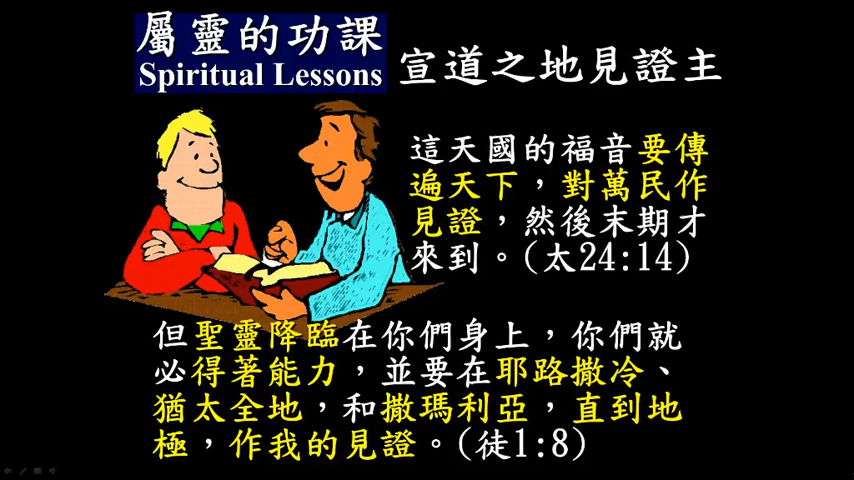 屬靈的功課
Spiritual Lessons
宣道之地見證主
這天國的福音要傳
遍天下，對萬民作
見證，然後末期才
來到。(太24:14)
但聖靈降臨在你們身上，你們就
必得著能力，並要在耶路撒冷、
猶太全地，和撒瑪利亞，直到地
極，作我的見證。(徒1:8)